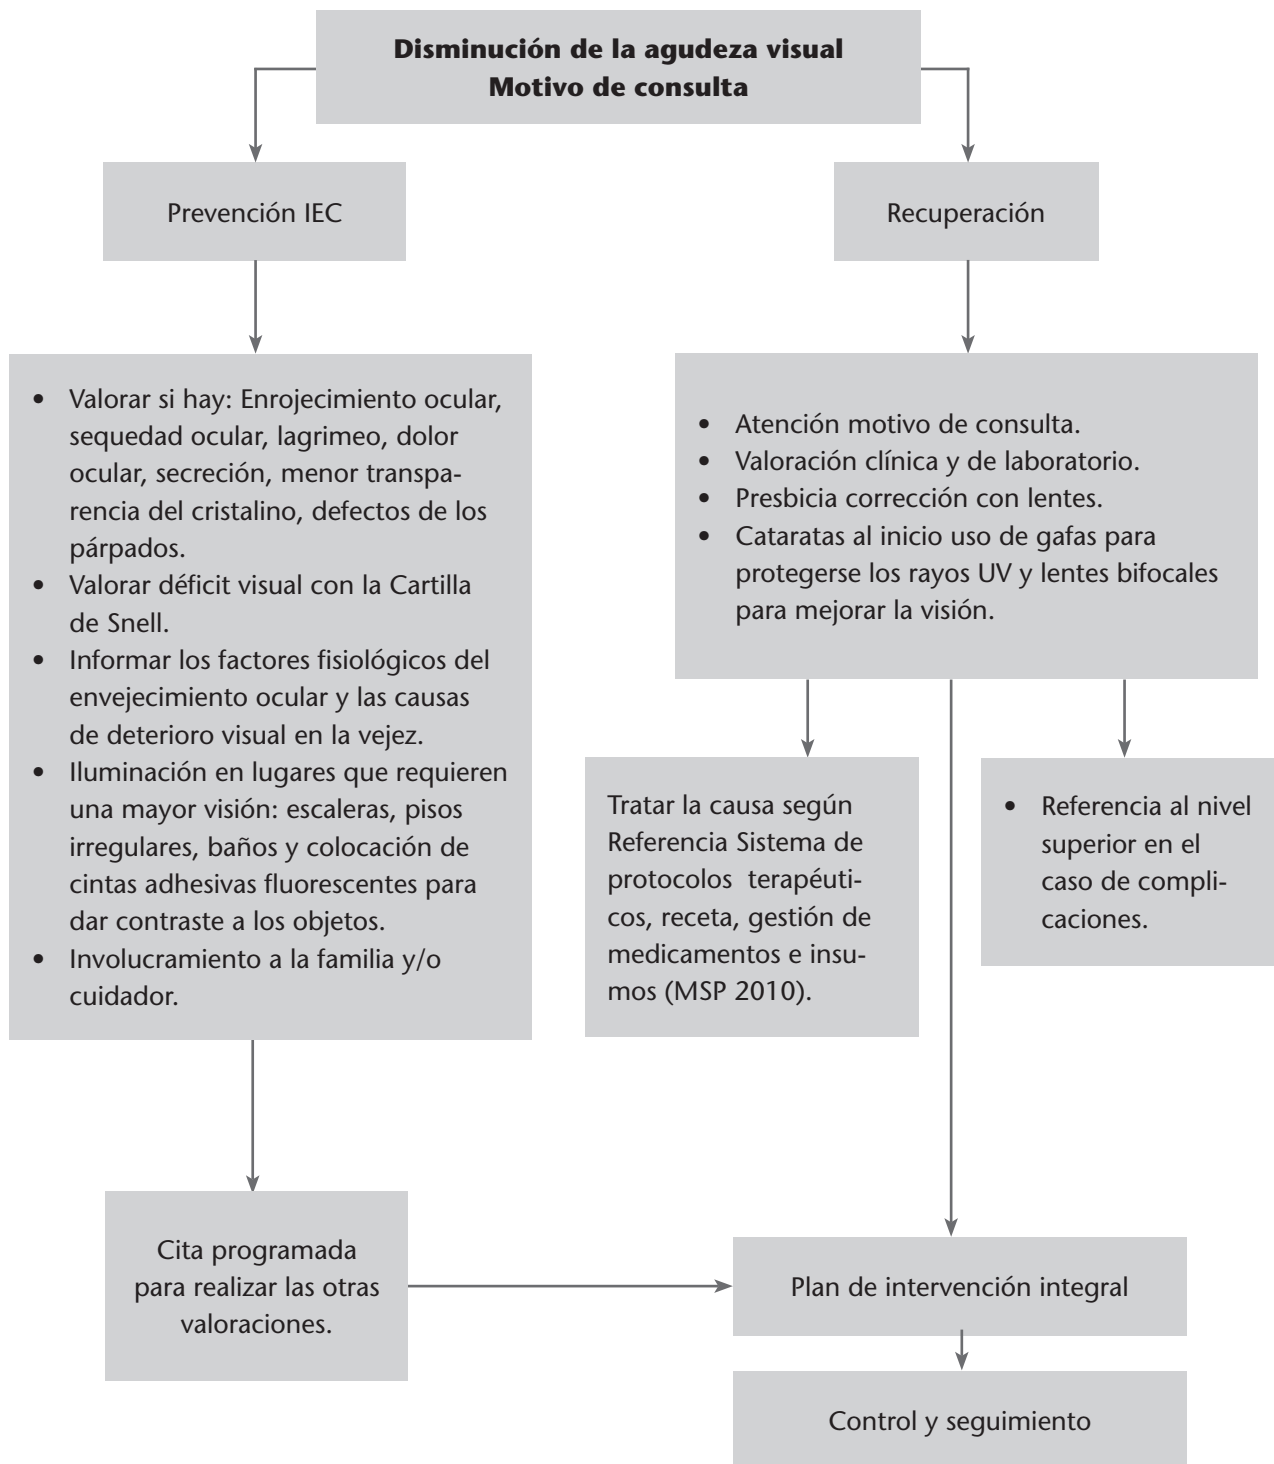 Disminución de la agudeza visual
Motivo de consulta
Prevención IEC
Recuperación
• Valorar si hay: Enrojecimiento ocular,
sequedad ocular, lagrimeo, dolor
ocular, secreción, menor transpa-
rencia del cristalino, defectos de los
párpados.
• Valorar déficit visual con la Cartilla
de Snell.
• Informar los factores fisiológicos del
envejecimiento ocular y las causas
de deterioro visual en la vejez.
• Iluminación en lugares que requieren
una mayor visión: escaleras, pisos
irregulares, baños y colocación de
cintas adhesivas fluorescentes para
dar contraste a los objetos.
• Involucramiento a la familia y/o
cuidador.
• Atención motivo de consulta.
• Valoración clínica y de laboratorio.
• Presbicia corrección con lentes.
• Cataratas al inicio uso de gafas para
protegerse los rayos UV y lentes bifocales
para mejorar la visión.
Tratar la causa según
Referencia Sistema de
protocolos terapéuti-
cos, receta, gestión de
medicamentos e insu-
mos (MSP 2010).
• Referencia al nivel
superior en el
caso de compli-
caciones.
Cita programada
para realizar las otras
valoraciones.
Plan de intervención integral
Control y seguimiento